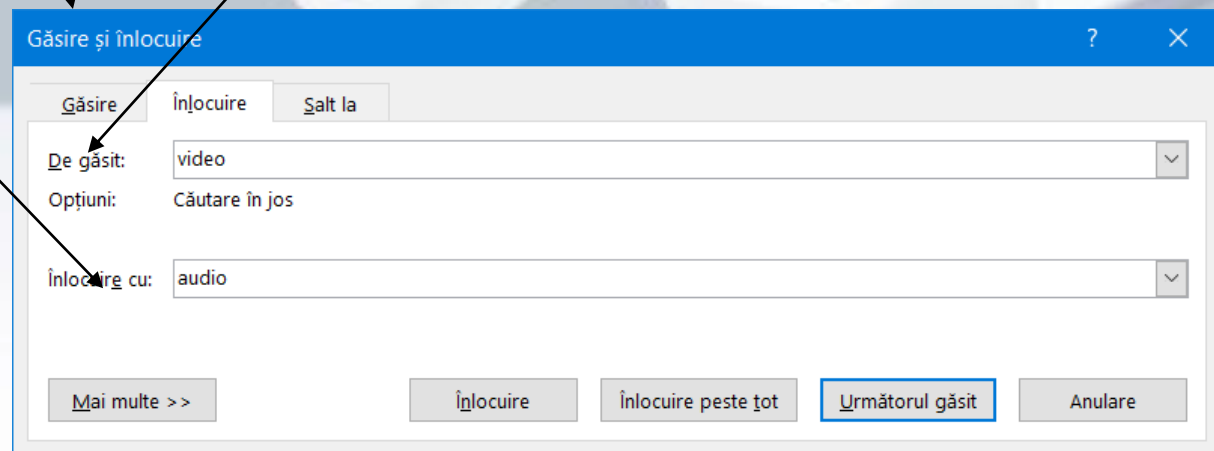 Găsire și înlocuire ?
Găsire Înlocuire Salt la
De găsit: video
Opțiuni: Căutare în jos
Înlocuire cu: audio
Mai multe >> Înlocuire Înlocuire peste tot Următorul găsit Anulare